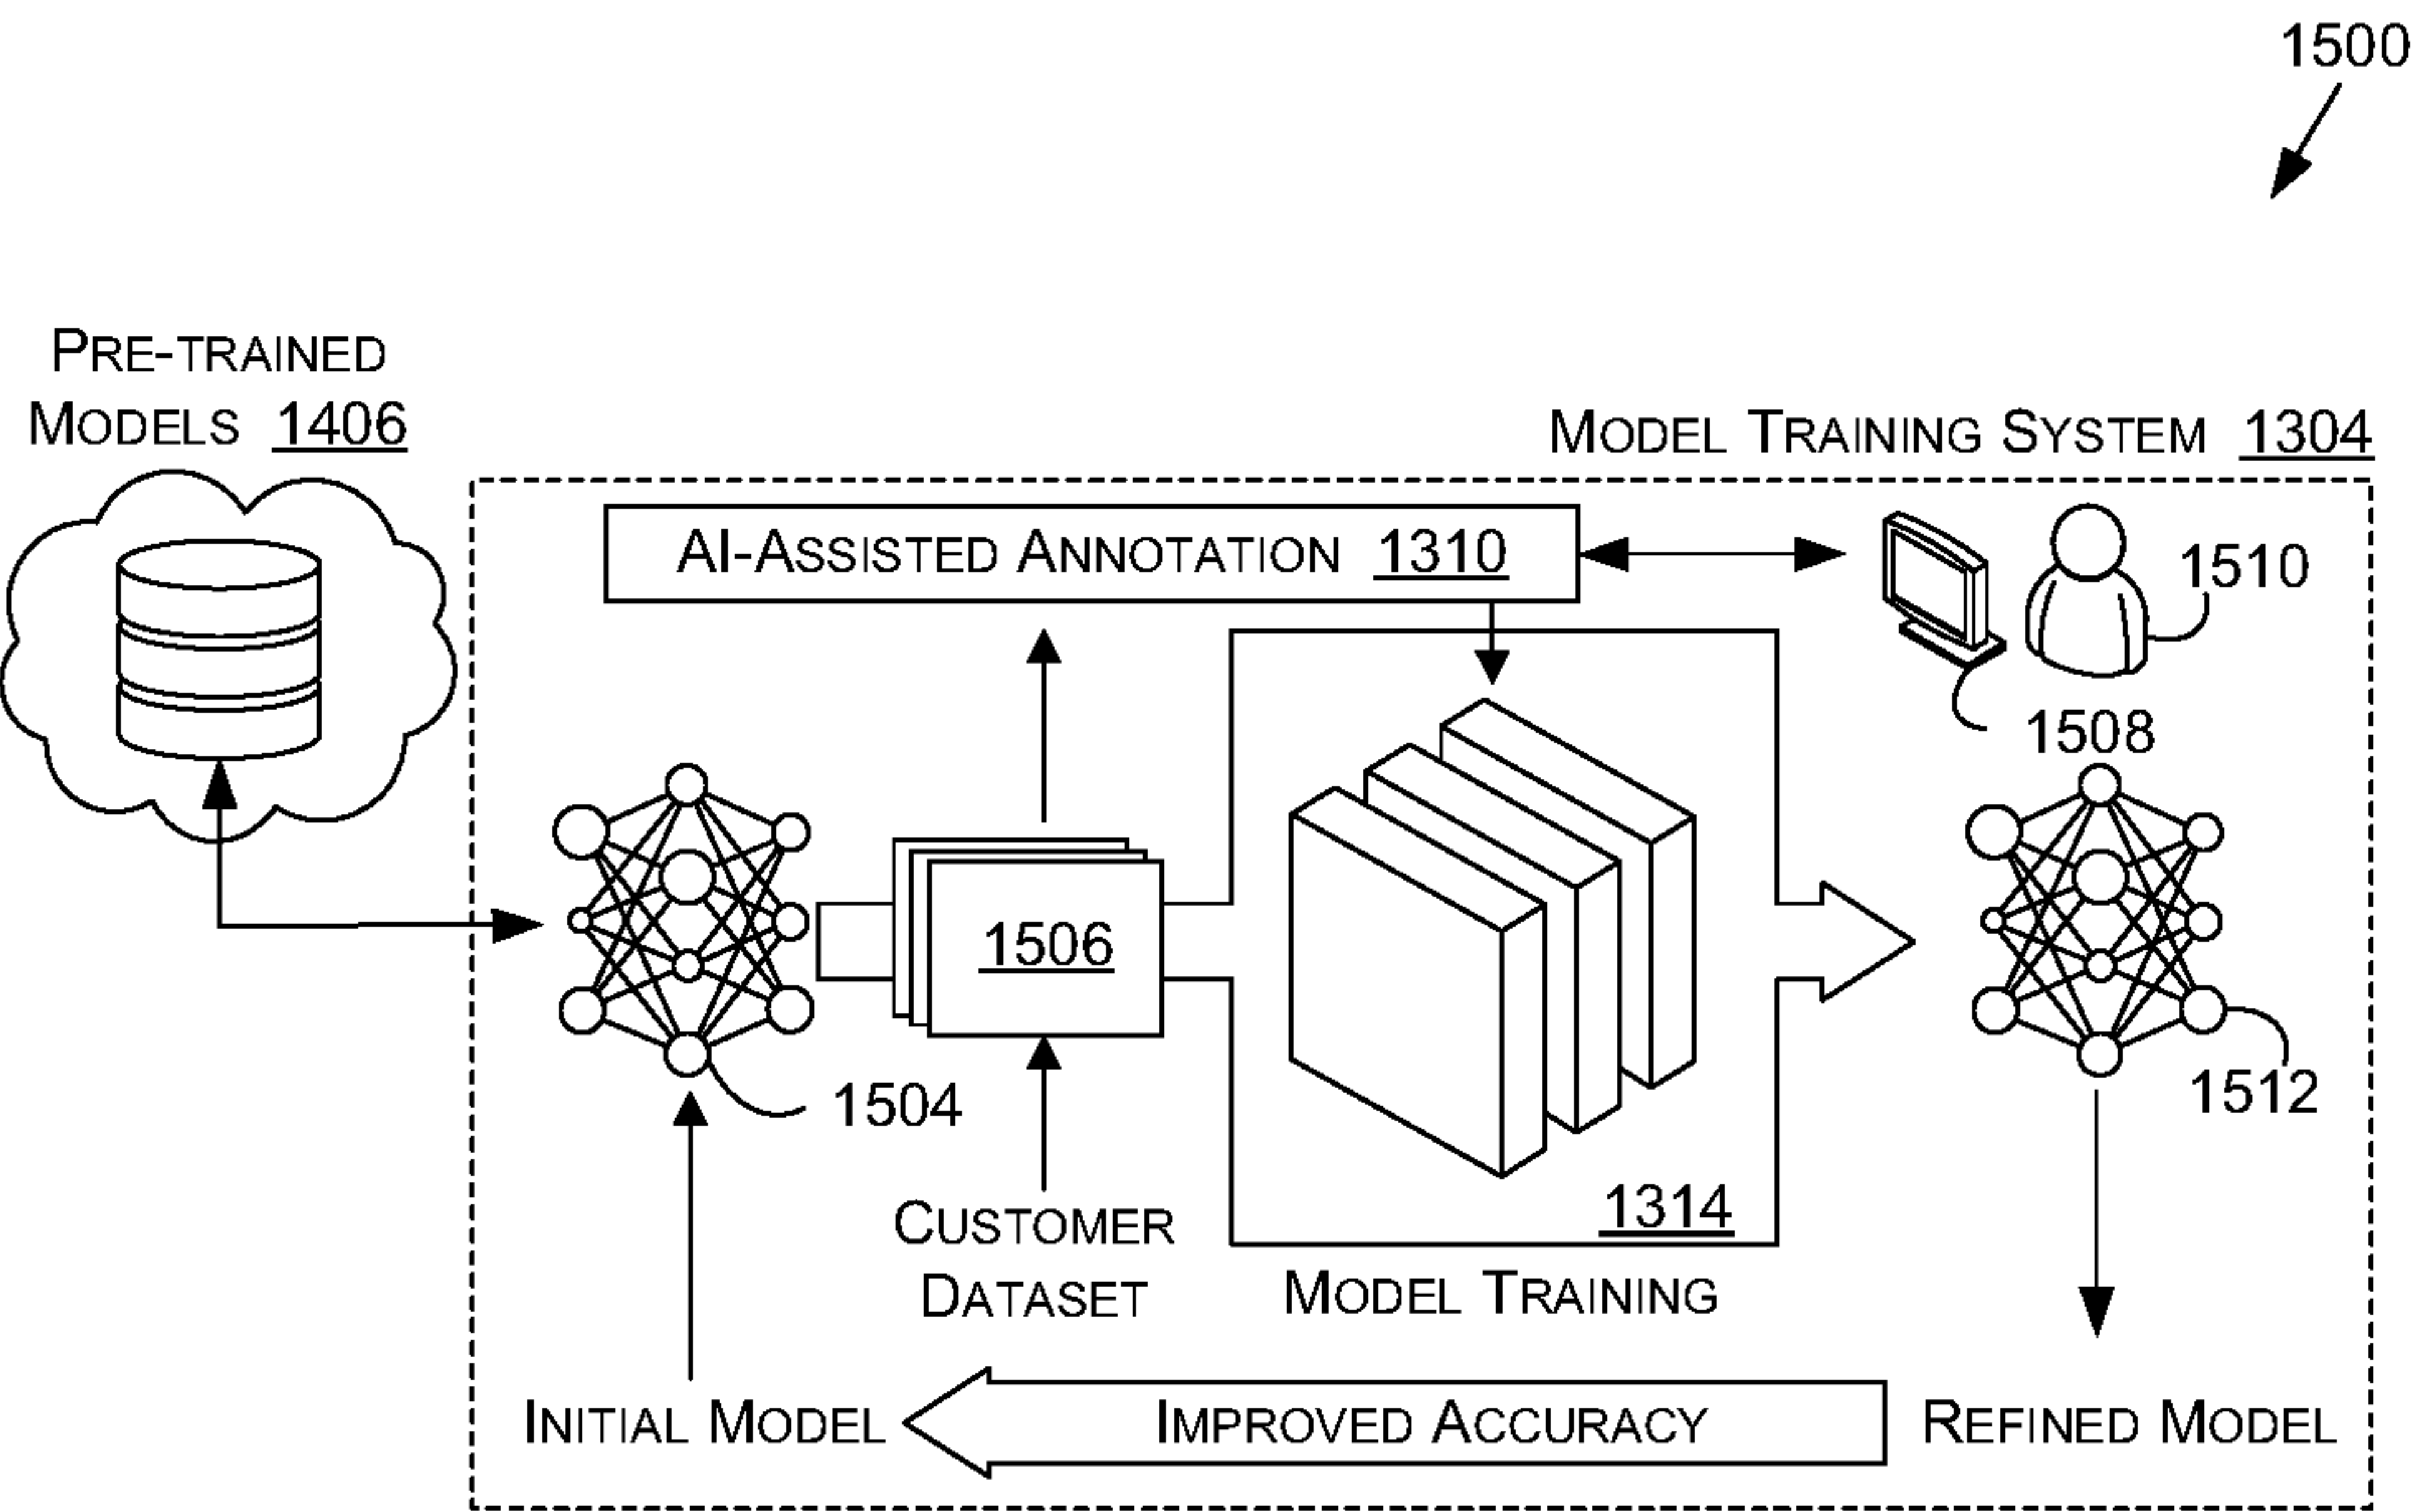 1500
PRE-TRAINED
MODELS 1406
MODEL TRAINING SYSTEM 1304
AI-ASSISTED ANNOTATION 1310
1510
1508
1506
1504
1512
1314
CUSTOMER
DATASET
MODEL TRAINING
INITIAL MODEL
IMPROVED ACCURACY
REFINED MODEL